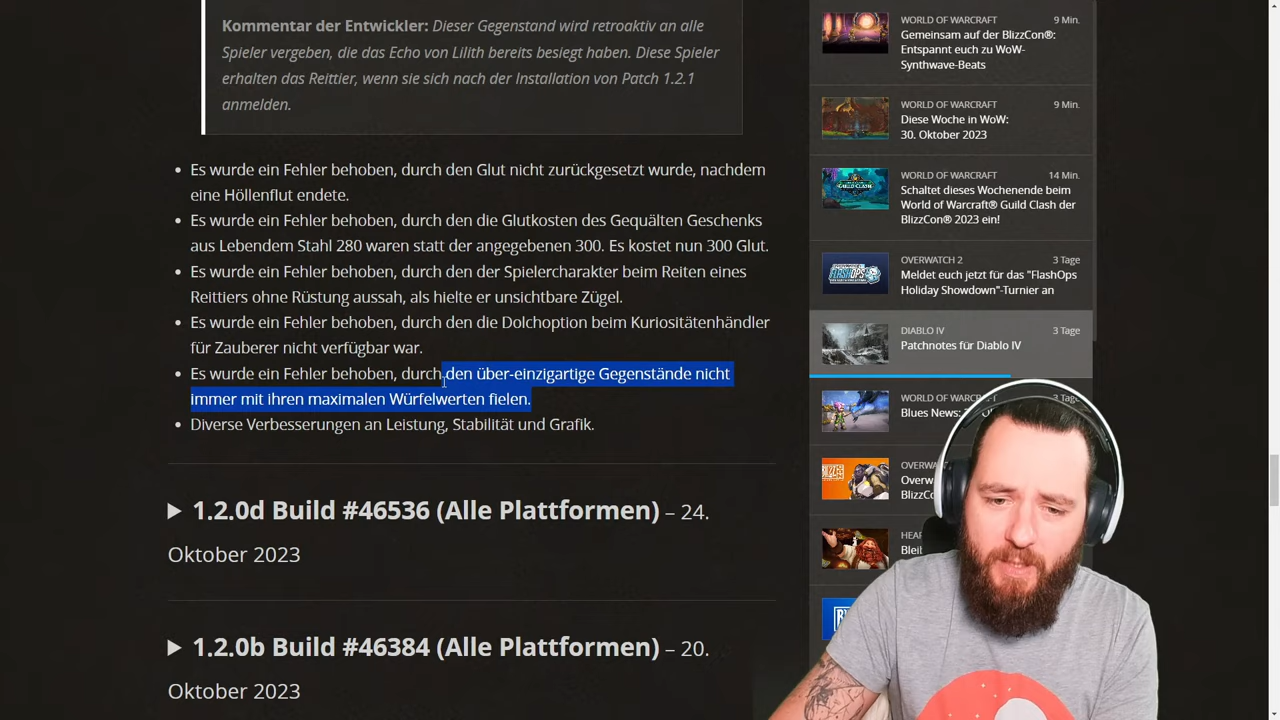 Kommentar der Entwickler: Dieser Gegenstand wird retroaktiv an alle
Spieler vergeben, die das Echo von Lilith bereits besiegt haben. Diese Spieler
erhalten das Reittier, wenn sie sich nach der Installation von Patch 1.2.1
anmelden.
• Es wurde ein Fehler behoben, durch den Glut nicht zurückgesetzt wurde, nachdem
eine Höllenflut endete.
• Es wurde ein Fehler behoben, durch den die Glutkosten des Gequälten Geschenks
aus Lebendem Stahl 280 waren statt der angegebenen 300. Es kostet nun 300 Glut.
• Es wurde ein Fehler behoben, durch den der Spielercharakter beim Reiten eines
Reittiers ohne Rüstung aussah, als hielte er unsichtbare Zügel.
• Es wurde ein Fehler behoben, durch den die Dolchoption beim Kuriositätenhändler
für Zauberer nicht verfügbar war.
• Es wurde ein Fehler behoben, durch den über-einzigartige Gegenstände nicht
immer mit ihren maximalen Würfelwerten fielen.
• Diverse Verbesserungen an Leistung, Stabilität und Grafik.
1.2.0d Build #46536 (Alle Plattformen) – 24.
Oktober 2023
1.2.0b Build #46384 (Alle Plattformen) – 20.
Oktober 2023
WORLD OF WARCRAFT 9 Min.
Gemeinsam auf der BlizzCon®:
Entspannt euch zu WoW-
Synthwave-Beats
WORLD OF WARCRAFT 9 Min.
Diese Woche in WoW:
30. Oktober 2023
WORLD OF WARCRAFT 14 Min.
Schaltet dieses Wochenende beim
World of Warcraft® Guild Clash der
BlizzCon® 2023 ein!
OVERWATCH 2 3 Tage
Meldet euch jetzt für das "FlashOps
Holiday Showdown"-Turnier an
DIABLO IV 3 Tage
Patchnotes für Diablo IV
Blues News: